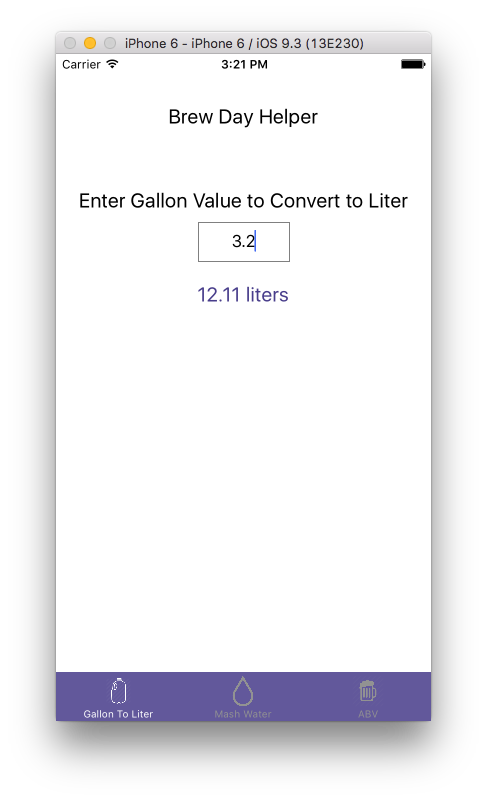 iPhone 6 - iPhone 6 / iOS 9.3 (13E230)
Carrier 3:21 PM
Brew Day Helper
Enter Gallon Value to Convert to Liter
3.2
12.11 liters
Gallon To Liter Mash Water ABV